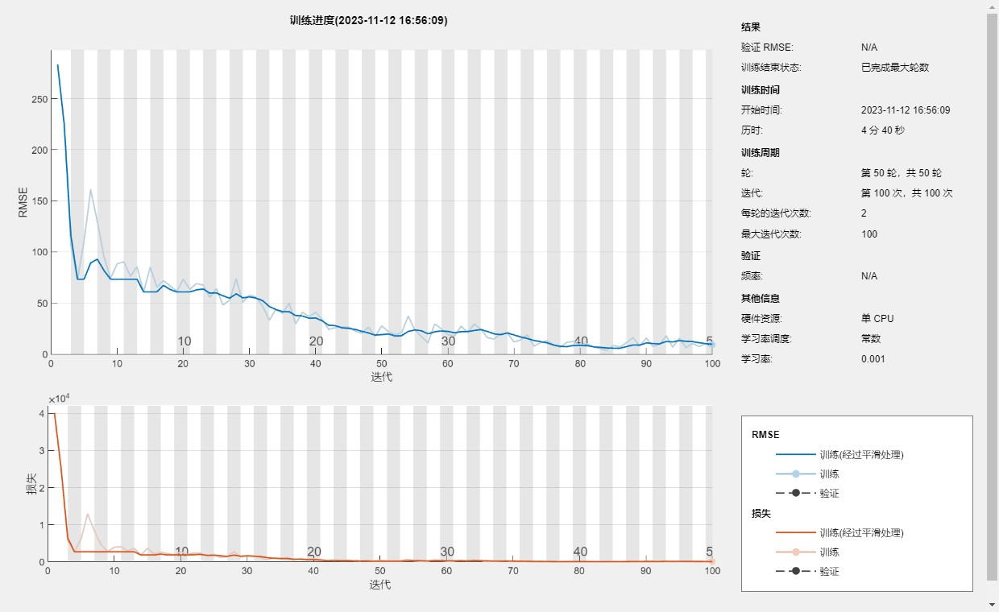 训练进度(2023-11-12 16:56:09)
250
200
150
100
50
0
RMSE
10
20
30
40
5
0 10 20 30 40 50 60 70 80 90 100
迭代
×10⁴
4
3
2
1
0
损失
10
20
30
40
5
0 10 20 30 40 50 60 70 80 90 100
迭代
结果
验证 RMSE: N/A
训练结束状态: 已完成最大轮数
训练时间
开始时间: 2023-11-12 16:56:09
历时: 4 分 40 秒
训练周期
轮: 第 50 轮，共 50 轮
迭代: 第 100 次，共 100 次
每轮的迭代次数: 2
最大迭代次数: 100
验证
频率: N/A
其他信息
硬件资源: 单 CPU
学习率调度: 常数
学习率: 0.001
RMSE
训练(经过平滑处理)
训练
验证
损失
训练(经过平滑处理)
训练
验证